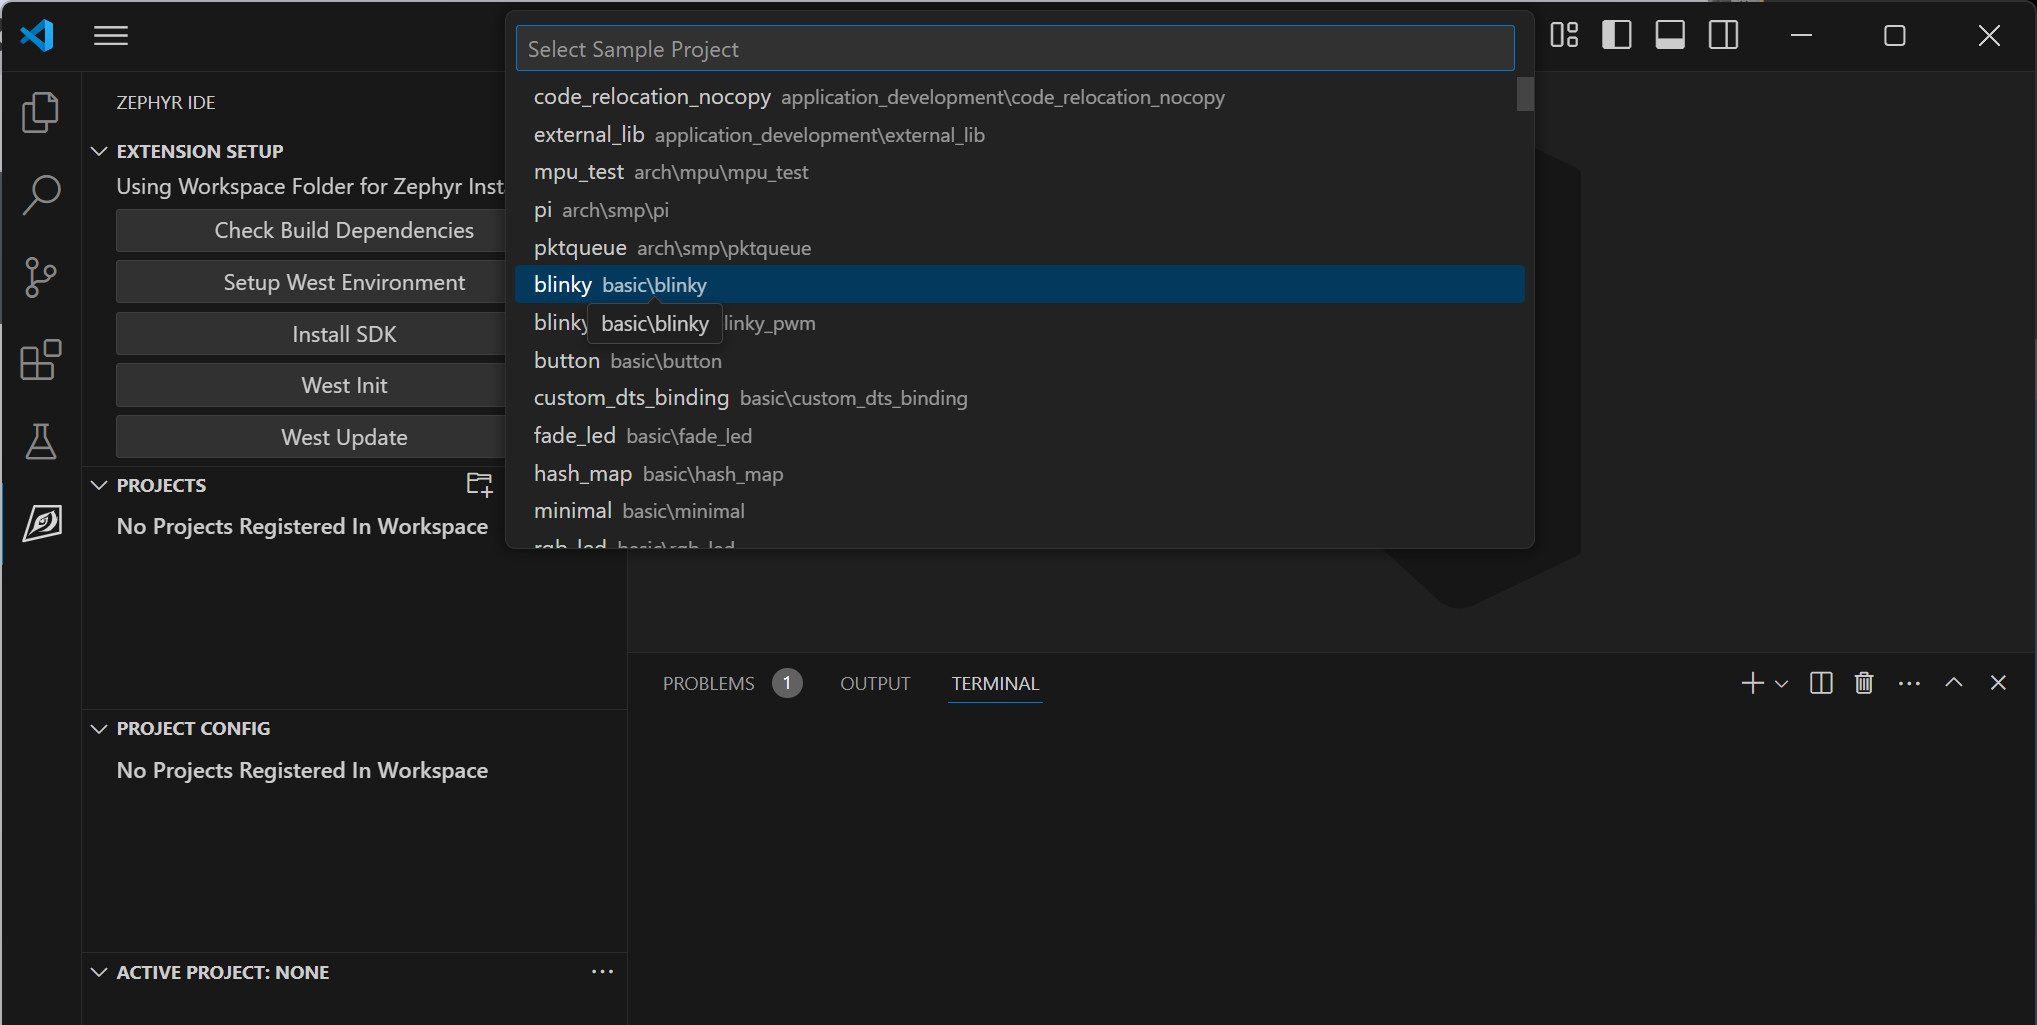 Select Sample Project
code_relocation_nocopy application_development\code_relocation_nocopy
external_lib application_development\external_lib
mpu_test arch\mpu\mpu_test
pi arch\smp\pi
pktqueue arch\smp\pktqueue
blinky basic\blinky
blinky basic\blinky linky_pwm
button basic\button
custom_dts_binding basic\custom_dts_binding
fade_led basic\fade_led
hash_map basic\hash_map
minimal basic\minimal
rgb_led basic\rgb_led
ZEPHYR IDE
EXTENSION SETUP
Using Workspace Folder for Zephyr Inst
Check Build Dependencies
Setup West Environment
Install SDK
West Init
West Update
PROJECTS
No Projects Registered In Workspace
PROJECT CONFIG
No Projects Registered In Workspace
ACTIVE PROJECT: NONE
PROBLEMS 1 OUTPUT TERMINAL